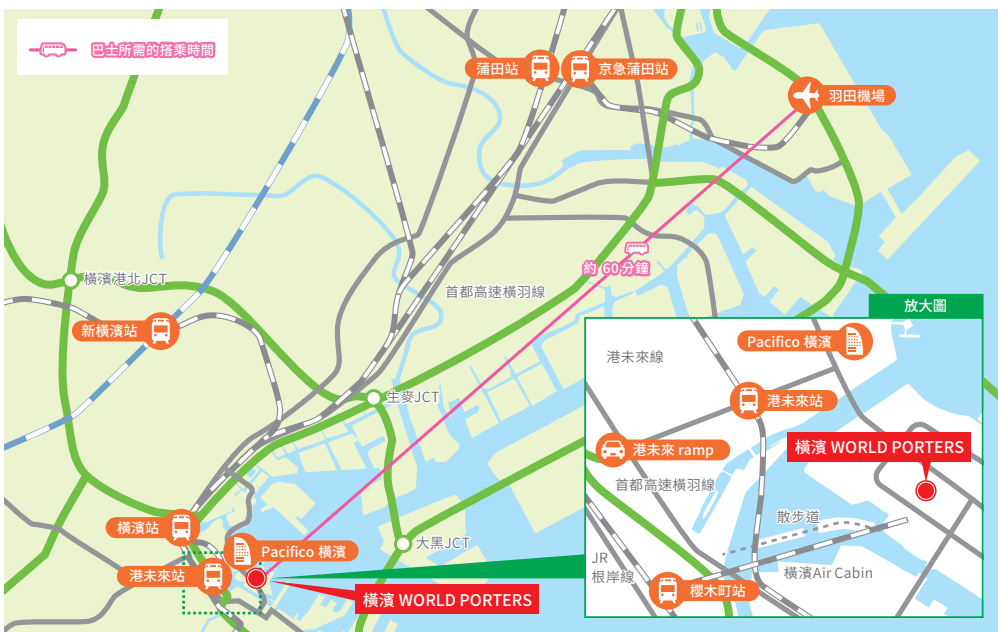 巴士所需的搭乘時間
蒲田站
京急蒲田站
羽田機場
約 60分鐘
橫濱港北JCT
首都高速橫羽線
新橫濱站
生麥JCT
橫濱站
Pacifico 橫濱
大黑JCT
港未來站
橫濱 WORLD PORTERS
放大圖
Pacifico 橫濱
港未來線
港未來站
橫濱 WORLD PORTERS
港未來 ramp
首都高速橫羽線
散步道
JR
根岸線
橫濱Air Cabin
櫻木町站